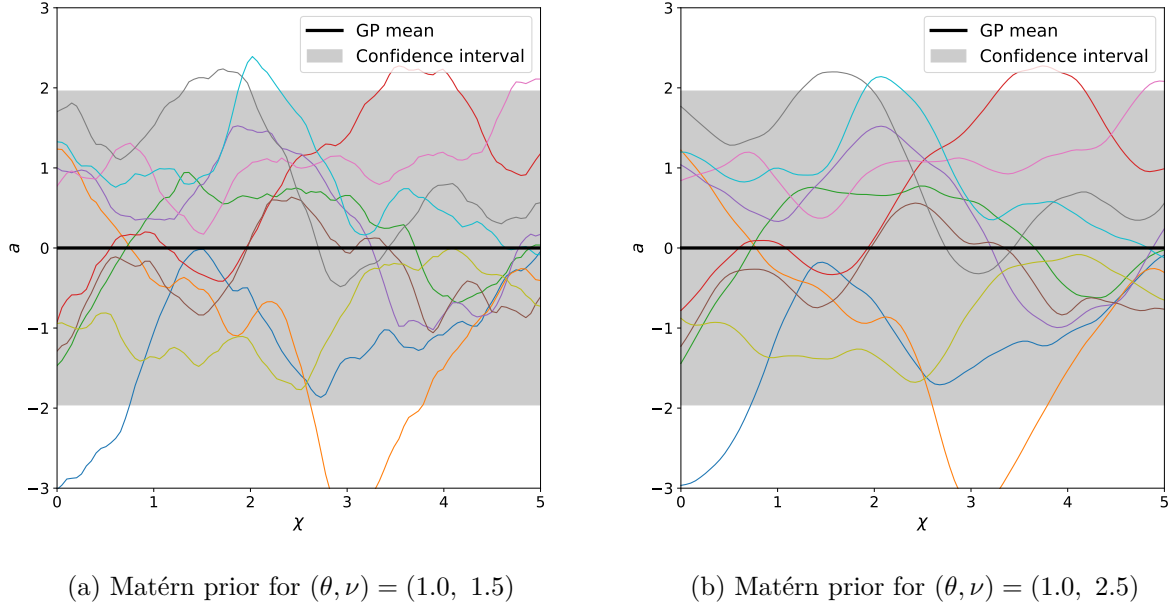 GP mean
Confidence interval
3
2
1
0
−1
−2
−3
a
0
1
2
3
4
5
χ
(a) Matérn prior for (θ, ν) = (1.0, 1.5)
GP mean
Confidence interval
3
2
1
0
−1
−2
−3
a
0
1
2
3
4
5
χ
(b) Matérn prior for (θ, ν) = (1.0, 2.5)